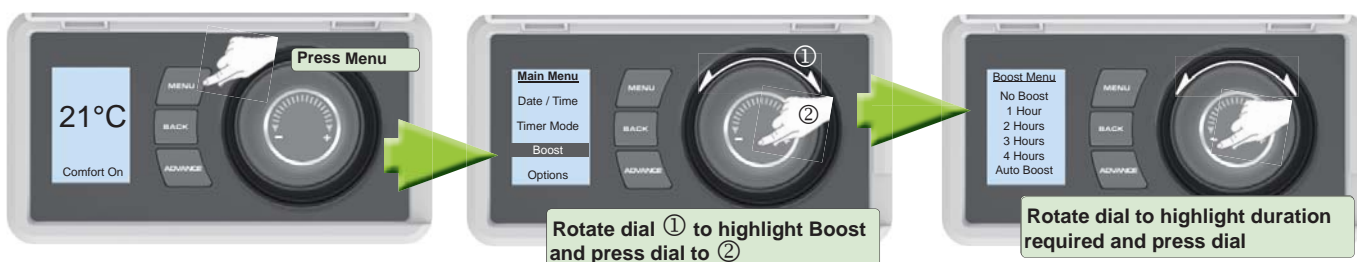 21°C
Comfort On
MENU
BACK
ADVANCE
- +
Press Menu
Main Menu
Date / Time
Timer Mode
Boost
Options
MENU
BACK
ADVANCE
-
①
②
Rotate dial ① to highlight Boost
and press dial to ②
Boost Menu
No Boost
1 Hour
2 Hours
3 Hours
4 Hours
Auto Boost
MENU
BACK
ADVANCE
Rotate dial to highlight duration
required and press dial